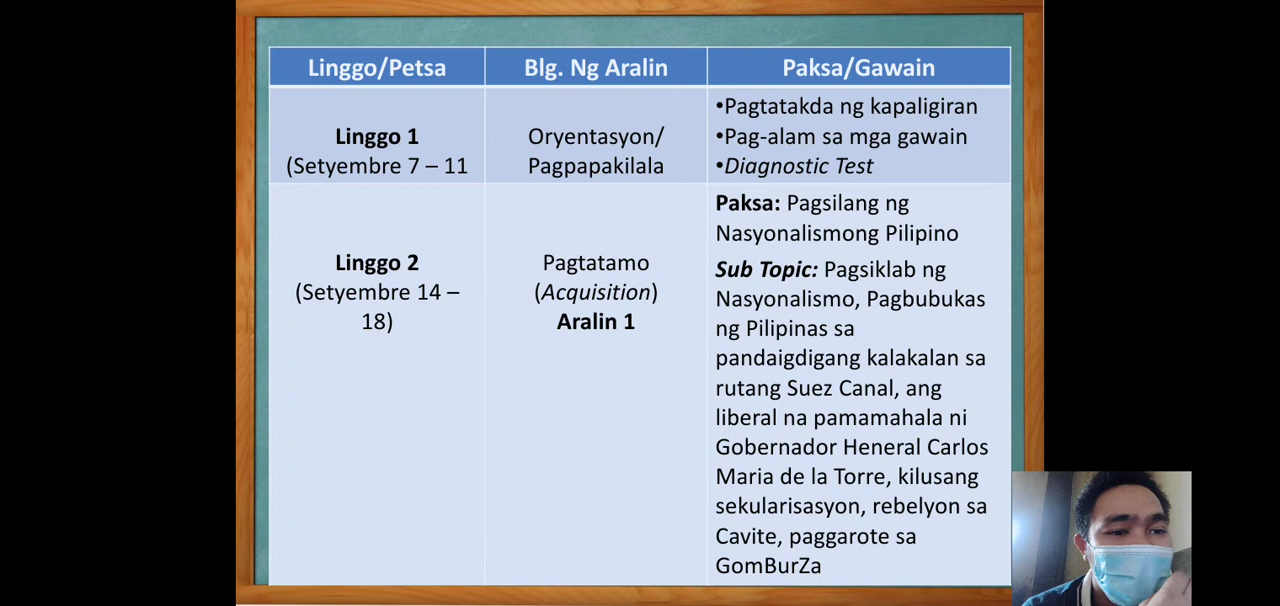 Linggo/Petsa
Blg. Ng Aralin
Paksa/Gawain
Linggo 1
(Setyembre 7 – 11
Oryentasyon/
Pagpapakilala
•Pagtatakda ng kapaligiran
•Pag-alam sa mga gawain
•Diagnostic Test
Linggo 2
(Setyembre 14 –
18)
Pagtatamo
(Acquisition)
Aralin 1
Paksa: Pagsilang ng
Nasyonalismong Pilipino
Sub Topic: Pagsiklab ng
Nasyonalismo, Pagbubukas
ng Pilipinas sa
pandaigdigang kalakalan sa
rutang Suez Canal, ang
liberal na pamamahala ni
Gobernador Heneral Carlos
Maria de la Torre, kilusang
sekularisasyon, rebelyon sa
Cavite, paggarote sa
GomBurZa